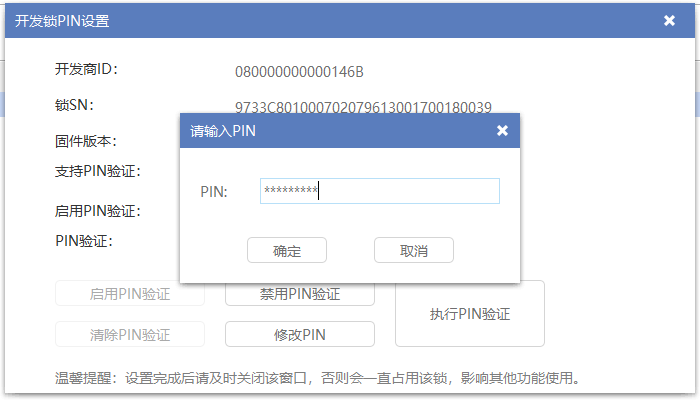 开发锁PIN设置
开发商ID:
080000000000146B
锁SN:
9733C801000702079613001700180039
固件版本:
支持PIN验证:
启用PIN验证:
PIN验证:
请输入PIN
PIN:
*********
确定
取消
启用PIN验证
禁用PIN验证
执行PIN验证
清除PIN验证
修改PIN
温馨提醒：设置完成后请及时关闭该窗口，否则会一直占用该锁，影响其他功能使用。